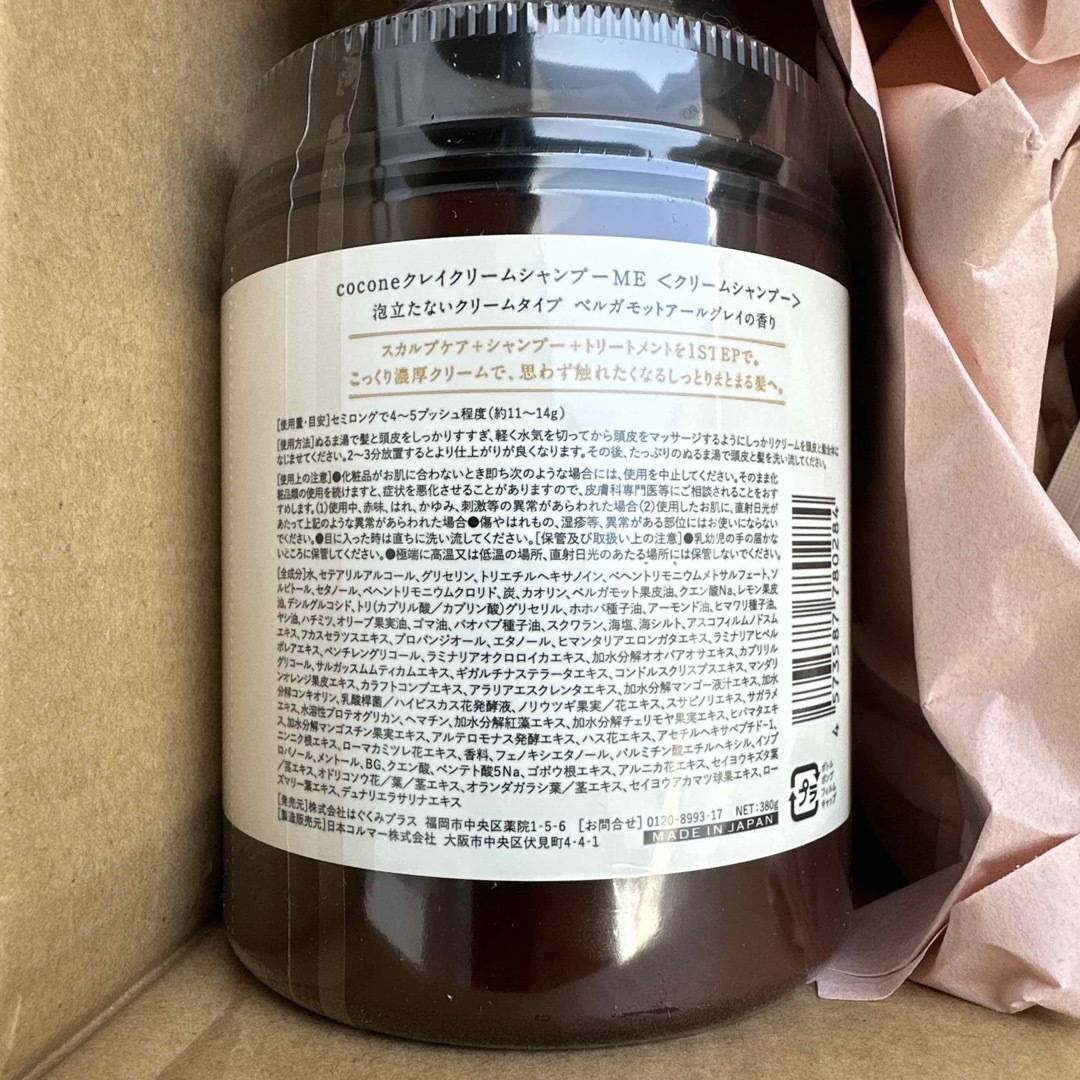 coconeクレイクリームシャンプーME ＜クリームシャンプー＞
泡立たないクリームタイプ ベルガモットアールグレイの香り
スカルプケア＋シャンプー＋トリートメントを1STEPで。
こっくり濃厚クリームで、思わず触れたくなるしっとりまとまる髪へ。
[使用量・目安]セミロングで4～5プッシュ程度(約11～14g)
[使用方法]ぬるま湯で髪と頭皮をしっかりすすぎ、軽く水気を切ってから頭皮をマッサージするようにしっかりクリームを頭皮と髪全体に
なじませてください。2～3分放置するとより仕上がりが良くなります。その後、たっぷりのぬるま湯で頭皮と髪を洗い流してください。
[使用上の注意]●化粧品がお肌に合わないとき即ち次のような場合には、使用を中止してください。そのまま化
粧品類の使用を続けますと、症状を悪化させることがありますので、皮膚科専門医等にご相談されることをおす
すめします。(1)使用中、赤味、はれ、かゆみ、刺激等の異常があらわれた場合(2)使用したお肌に、直射日光が
あたって上記のような異常があらわれた場合●傷やはれもの、湿疹等、異常がある部位にはお使いにならない
でください。●目に入った時は直ちに洗い流してください。[保管及び取扱い上の注意]●乳幼児の手の届かな
いところに保管してください。●極端に高温又は低温の場所、直射日光のあたる場所には保管しないでください。
[全成分]水、セテアリルアルコール、グリセリン、トリエチルヘキサノイン、ベヘントリモニウムメトサルフェート、ソ
ルビトール、セタノール、ベヘントリモニウムクロリド、炭、カオリン、ベルガモット果皮油、クエン酸Na、レモン果皮
油、デシルグルコシド、トリ(カプリル酸／カプリン酸)グリセリル、ホホバ種子油、アーモンド油、ヒマワリ種子油、
ヤシ油、ハチミツ、オリーブ果実油、ゴマ油、バオバブ種子油、スクワラン、海塩、海シルト、アスコフィルムノドスム
エキス、フカスセラツスエキス、プロパンジオール、エタノール、ヒマンタリアエロンガタエキス、ラミナリアヒペル
ボレアエキス、ペンチレングリコール、ラミナリアオクロロイカエキス、加水分解オオバアオサエキス、カプリリル
グリコール、サルガッスムムティカムエキス、ギガルチナステラータエキス、コンドルスクリスプスエキス、マンダリ
ンオレンジ果皮エキス、カラフトコンブエキス、アラリアエスクレンタエキス、加水分解マンゴー液汁エキス、加水
分解コンキオリン、乳酸桿菌／ハイビスカス花発酵液、ノリウツギ果実／花エキス、スサビノリエキス、サガラメ
エキス、水溶性プロテオグリカン、ヘマチン、加水分解紅藻エキス、加水分解チェリモヤ果実エキス、ヒバマタエキ
ス、加水分解マンゴスチン果実エキス、アルテロモナス発酵エキス、ハス花エキス、アセチルヘキサペプチド-1、
ニンニク根エキス、ローマカミツレ花エキス、香料、フェノキシエタノール、パルミチン酸エチルヘキシル、イソプ
ロパノール、メントール、BG、クエン酸、ペンテト酸5Na、ゴボウ根エキス、アルニカ花エキス、セイヨウキズタ葉
／茎エキス、オドリコソウ花／葉／茎エキス、オランダガラシ葉／茎エキス、セイヨウアカマツ球果エキス、ロー
ズマリー葉エキス、デュナリエラサリナエキス
[発売元]株式会社はぐくみプラス 福岡市中央区薬院1-5-6 [お問合せ]0120-8993-17 NET:380g
[製造販売元]日本コルマー株式会社 大阪市中央区伏見町4-4-1 MADE IN JAPAN
4573587780284
プラ
ボトル
ポンプ
フィルム
キャップ